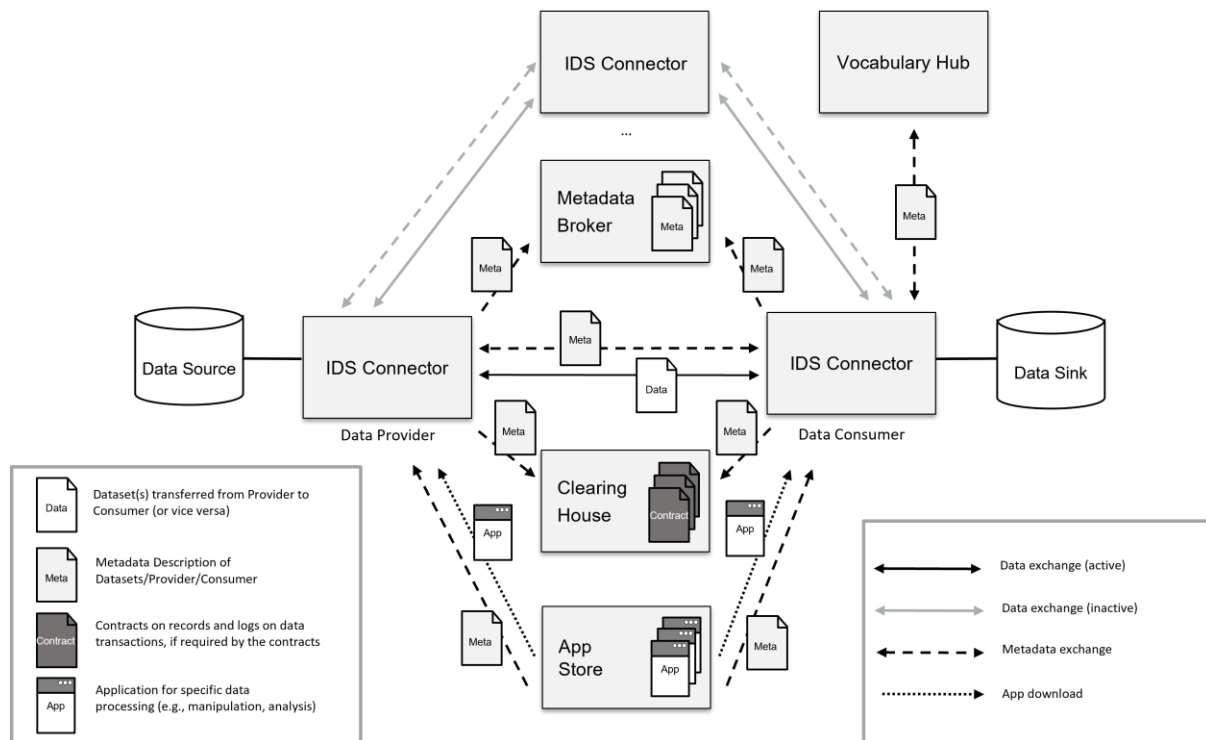 IDS Connector
Vocabulary Hub
...
Metadata
Broker
Meta
Meta
Meta
Meta
Data Source
IDS Connector
Meta
Data
IDS Connector
Data Sink
Data Provider
Data Consumer
Meta
Meta
Clearing
House
Contract
App
App
Meta
App
Store
App
Meta
Data
Dataset(s) transferred from Provider to
Consumer (or vice versa)
Meta
Metadata Description of
Datasets/Provider/Consumer
Contract
Contracts on records and logs on data
transactions, if required by the contracts
App
Application for specific data
processing (e.g., manipulation, analysis)
Data exchange (active)
Data exchange (inactive)
Metadata exchange
App download